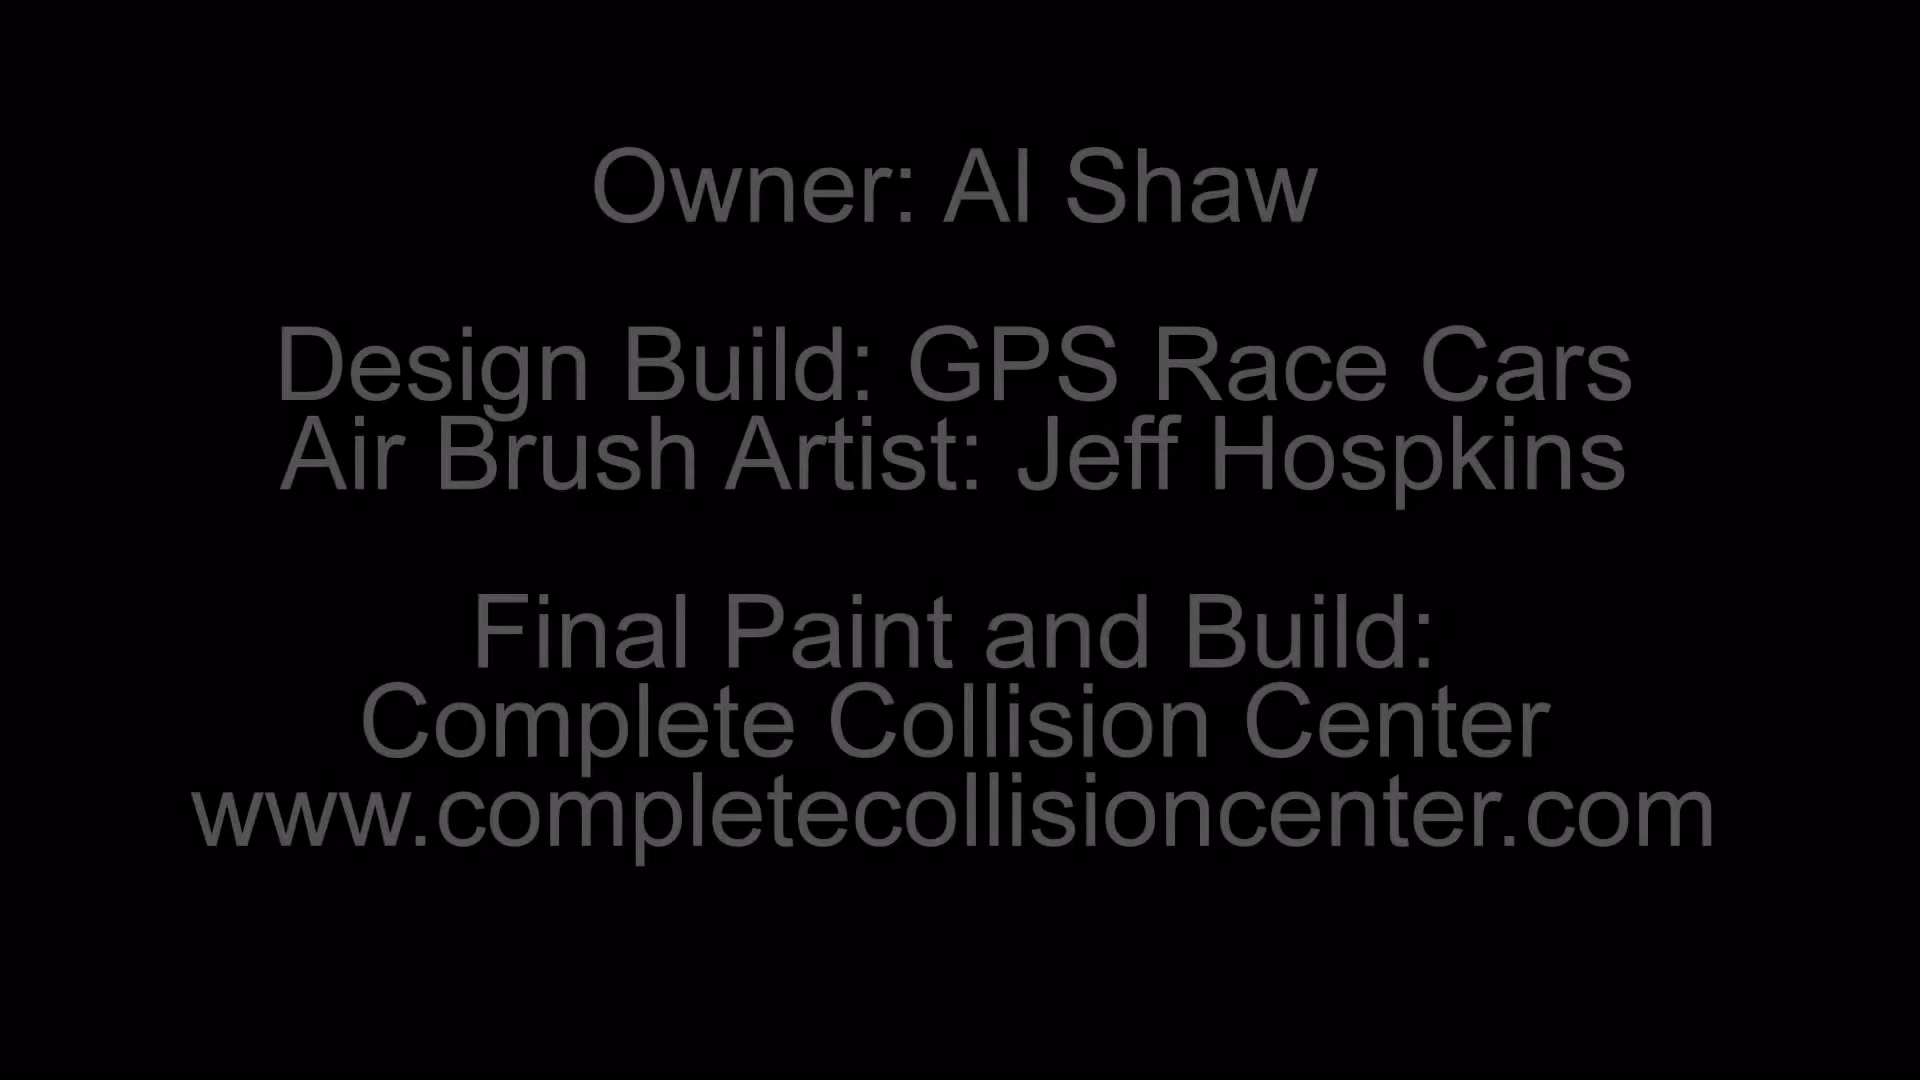 Owner: Al Shaw
Design Build: GPS Race Cars
Air Brush Artist: Jeff Hospkins
Final Paint and Build:
Complete Collision Center
www.completecollisioncenter.com